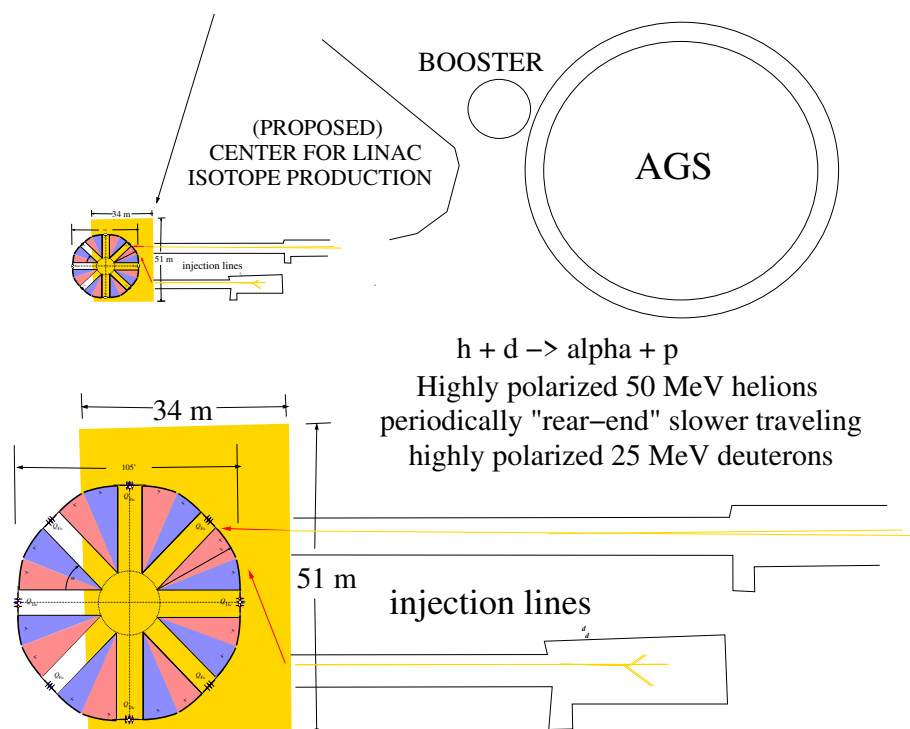 BOOSTER
(PROPOSED)
CENTER FOR LINAC
ISOTOPE PRODUCTION
AGS
34 m
51 m
injection lines
h + d −> alpha + p
Highly polarized 50 MeV helions
periodically "rear−end" slower traveling
highly polarized 25 MeV deuterons
34 m
105'
51 m
injection lines
d
d